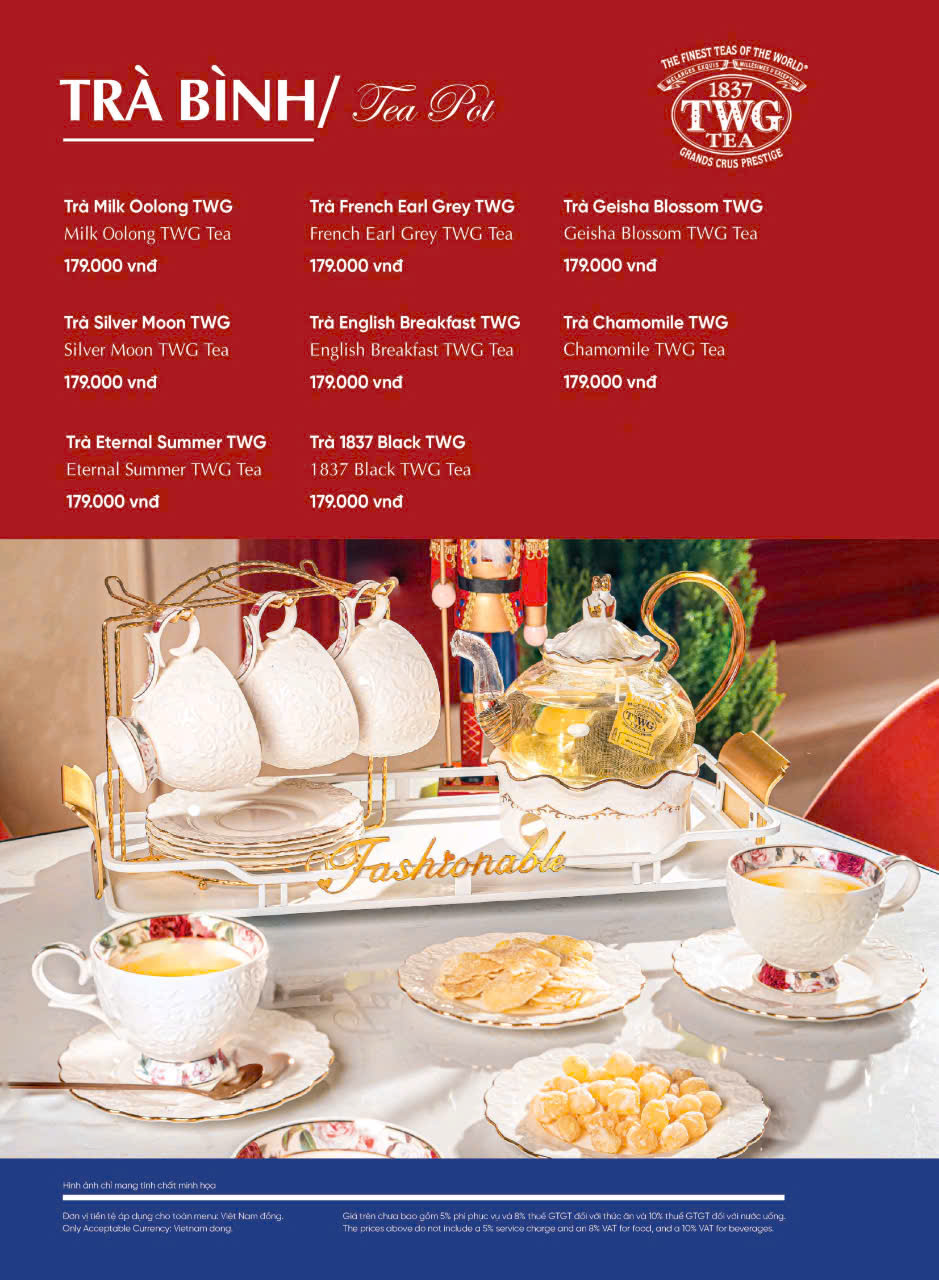 TRÀ BÌNH/ Tea Pot
THE FINEST TEAS OF THE WORLD®
MÉLANGES EXQUIS MILLÉSIMES D'EXCEPTION
1837
TWG
TEA
GRANDS CRUS PRESTIGE
Trà Milk Oolong TWG
Milk Oolong TWG Tea
179.000 vnđ
Trà French Earl Grey TWG
French Earl Grey TWG Tea
179.000 vnđ
Trà Geisha Blossom TWG
Geisha Blossom TWG Tea
179.000 vnđ
Trà Silver Moon TWG
Silver Moon TWG Tea
179.000 vnđ
Trà English Breakfast TWG
English Breakfast TWG Tea
179.000 vnđ
Trà Chamomile TWG
Chamomile TWG Tea
179.000 vnđ
Trà Eternal Summer TWG
Eternal Summer TWG Tea
179.000 vnđ
Trà 1837 Black TWG
1837 Black TWG Tea
179.000 vnđ
TWG
Fashionable
Hình ảnh chỉ mang tính chất minh họa
Đơn vị tiền tệ áp dụng cho toàn menu: Việt Nam đồng.
Only Acceptable Currency: Vietnam dong.
Giá trên chưa bao gồm 5% phí phục vụ và 8% thuế GTGT đối với thức ăn và 10% thuế GTGT đối với nước uống.
The prices above do not include a 5% service charge and an 8% VAT for food, and a 10% VAT for beverages.